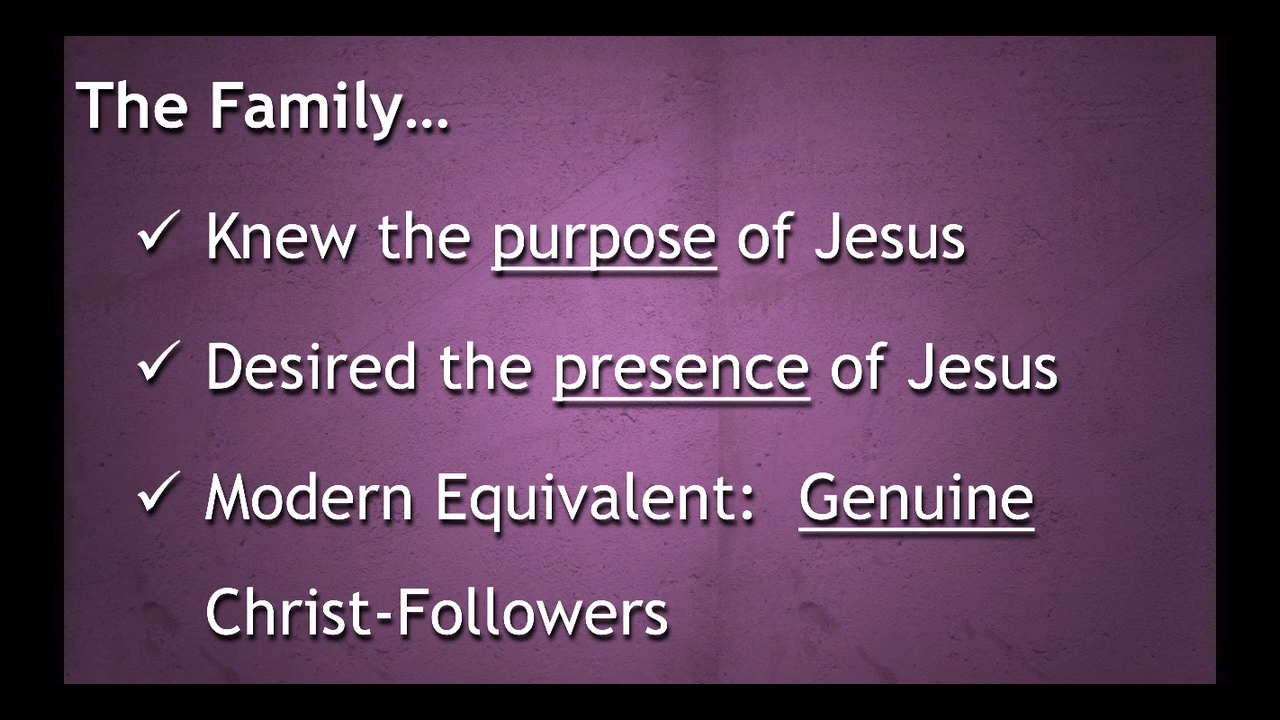 The Family...
✓ Knew the purpose of Jesus
✓ Desired the presence of Jesus
✓ Modern Equivalent: Genuine
Christ-Followers